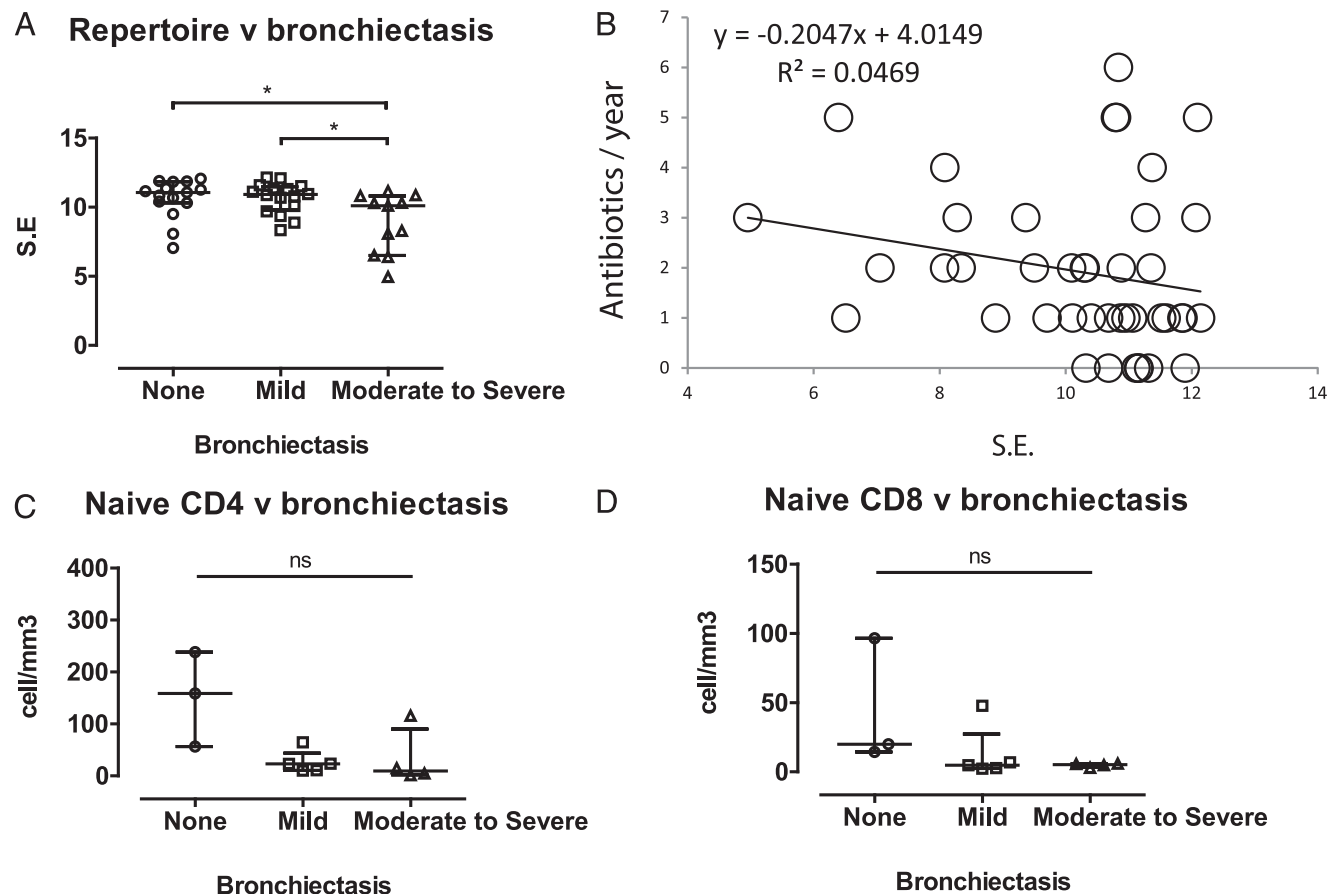 A Repertoire v bronchiectasis
*
*
15
10
5
0
S.E
None Mild Moderate to Severe
Bronchiectasis
B
y = -0.2047x + 4.0149
R² = 0.0469
7
6
5
4
3
2
1
0
Antibiotics / year
4 6 8 10 12 14
S.E.
C Naive CD4 v bronchiectasis
ns
400
300
200
100
0
cell/mm3
None Mild Moderate to Severe
Bronchiectasis
D Naive CD8 v bronchiectasis
ns
150
100
50
0
cell/mm3
None Mild Moderate to Severe
Bronchiectasis